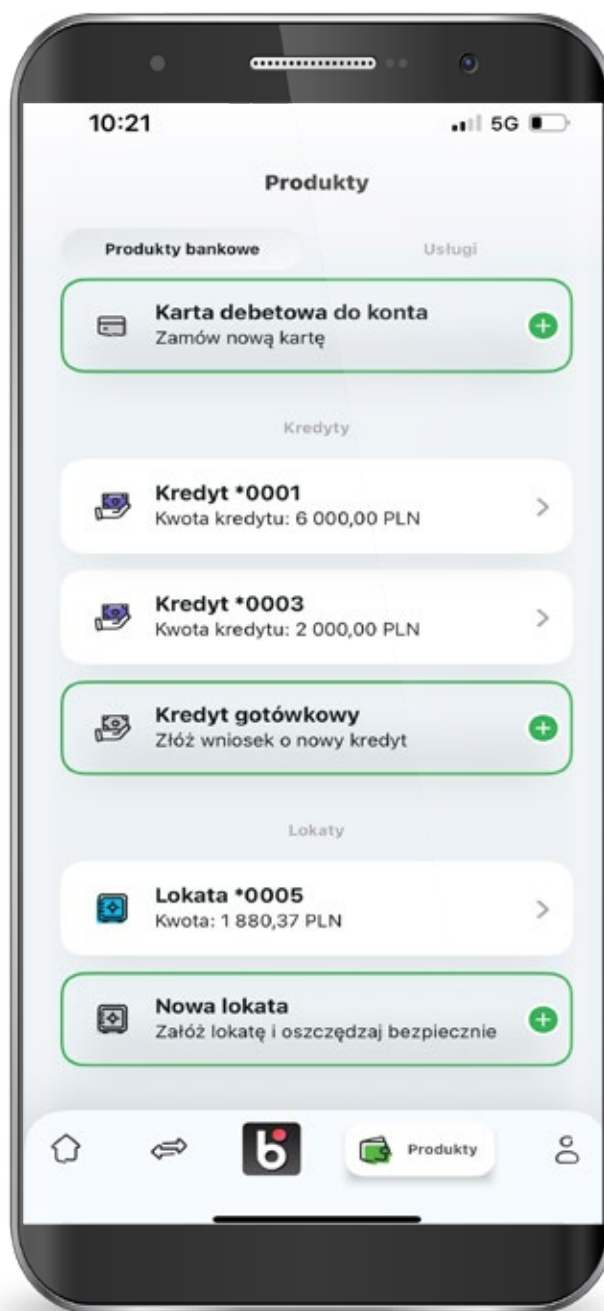 10:21
5G
Produkty
Produkty bankowe
Usługi
Karta debetowa do konta
Zamów nową kartę
Kredyty
Kredyt *0001
Kwota kredytu: 6 000,00 PLN
Kredyt *0003
Kwota kredytu: 2 000,00 PLN
Kredyt gotówkowy
Złóż wniosek o nowy kredyt
Lokaty
Lokata *0005
Kwota: 1 880,37 PLN
Nowa lokata
Załóż lokatę i oszczędzaj bezpiecznie
b
Produkty